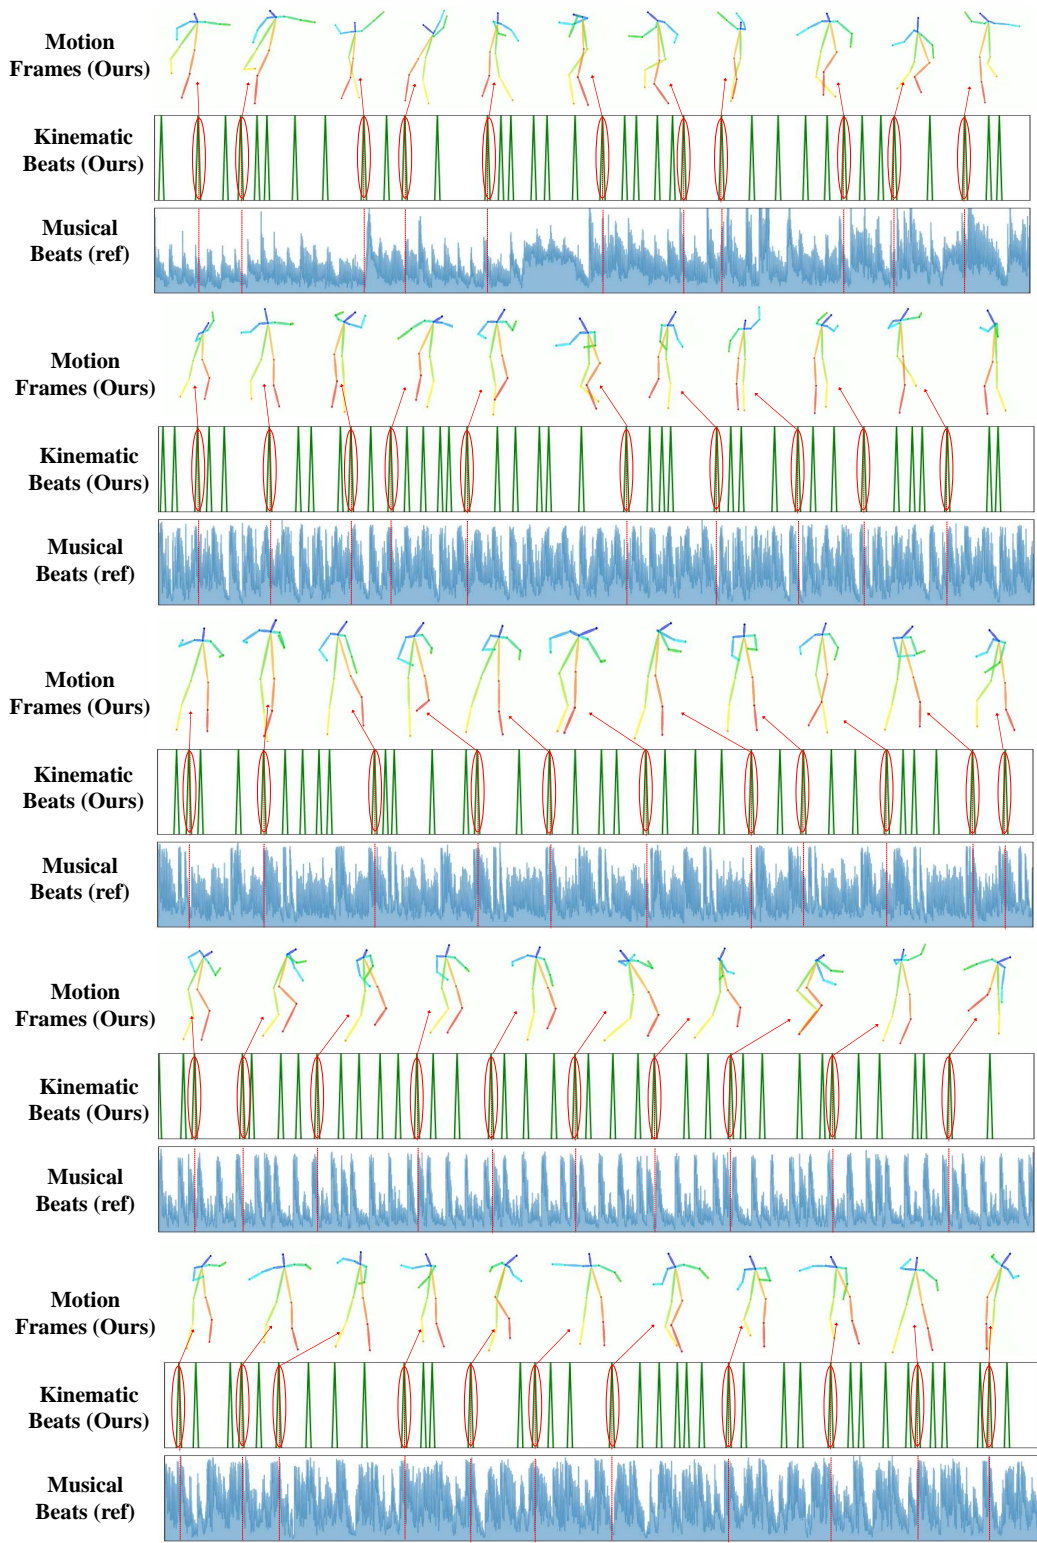 Motion
Frames (Ours)
Kinematic
Beats (Ours)
Musical
Beats (ref)
Motion
Frames (Ours)
Kinematic
Beats (Ours)
Musical
Beats (ref)
Motion
Frames (Ours)
Kinematic
Beats (Ours)
Musical
Beats (ref)
Motion
Frames (Ours)
Kinematic
Beats (Ours)
Musical
Beats (ref)
Motion
Frames (Ours)
Kinematic
Beats (Ours)
Musical
Beats (ref)